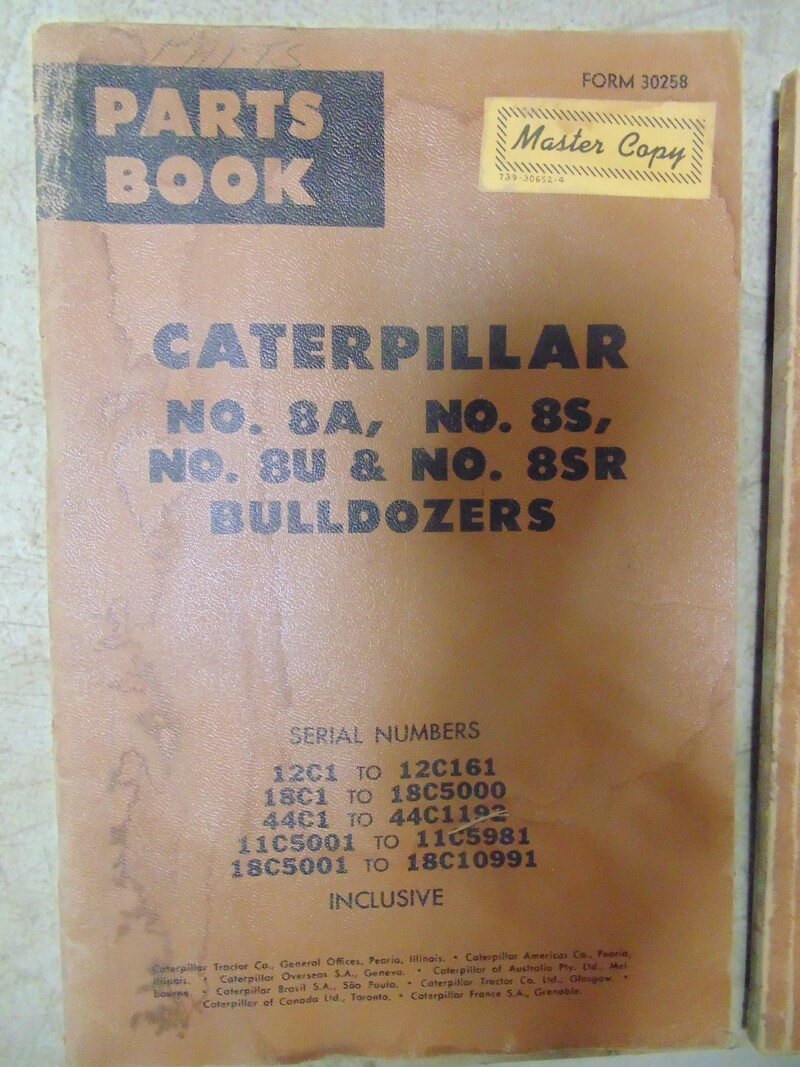 PARTS
PARTS
BOOK
FORM 30258
Master Copy
739-30652-4
CATERPILLAR
NO. 8A, NO. 8S,
NO. 8U & NO. 8SR
BULLDOZERS
SERIAL NUMBERS
12C1 TO 12C161
18C1 TO 18C5000
44C1 TO 44C1192
11C5001 TO 11C5981
18C5001 TO 18C10991
INCLUSIVE
Caterpillar Tractor Co., General Offices, Peoria, Illinois. • Caterpillar Americas Co., Peoria,
Illinois. • Caterpillar Overseas S.A., Geneva. • Caterpillar of Australia Pty. Ltd., Mel-
bourne • Caterpillar Brasil S.A., São Paulo. • Caterpillar Tractor Co. Ltd., Glasgow. •
Caterpillar of Canada Ltd., Toronto. • Caterpillar France S.A., Grenoble.